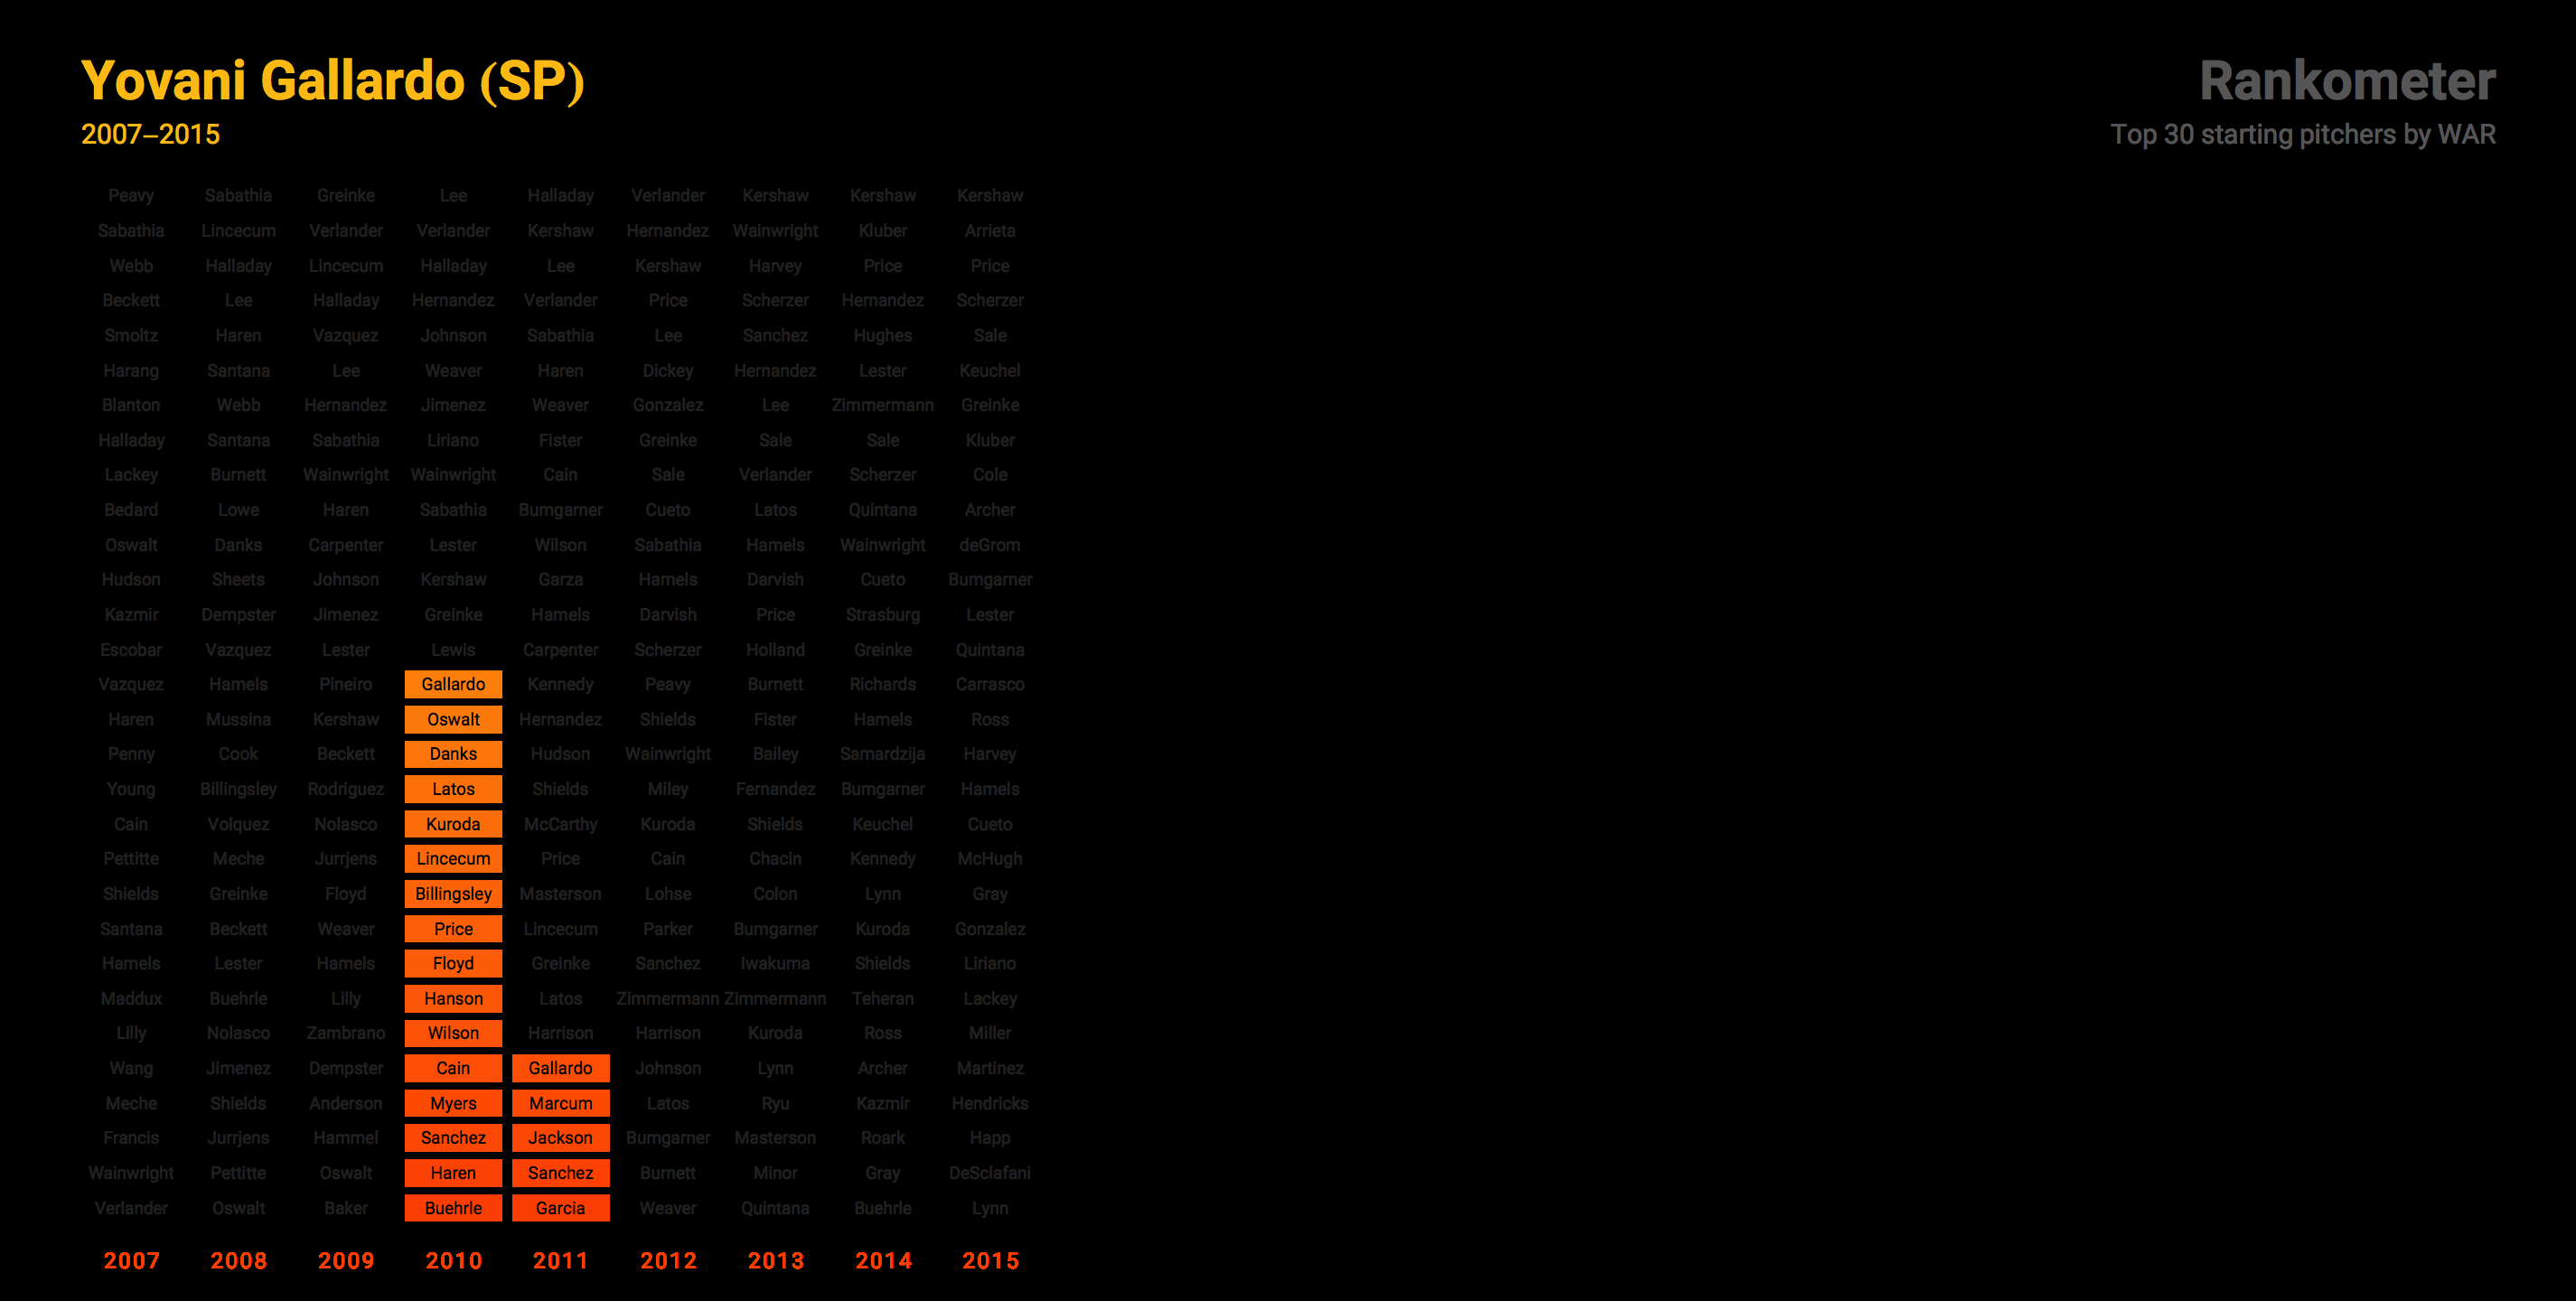 Yovani Gallardo (SP)
2007–2015
Rankometer
Top 30 starting pitchers by WAR
Peavy Sabathia Greinke Lee Halladay Verlander Kershaw Kershaw Kershaw
Sabathia Lincecum Verlander Verlander Kershaw Hernandez Wainwright Kluber Arrieta
Webb Halladay Lincecum Halladay Lee Kershaw Harvey Price Price
Beckett Lee Halladay Hernandez Verlander Price Scherzer Hernandez Scherzer
Smoltz Haren Vazquez Johnson Sabathia Lee Sanchez Hughes Sale
Harang Santana Lee Weaver Haren Dickey Hernandez Lester Keuchel
Blanton Webb Hernandez Jimenez Weaver Gonzalez Lee Zimmermann Greinke
Halladay Santana Sabathia Liriano Fister Greinke Sale Sale Kluber
Lackey Burnett Wainwright Wainwright Cain Sale Verlander Scherzer Cole
Bedard Lowe Haren Sabathia Bumgarner Cueto Latos Quintana Archer
Oswalt Danks Carpenter Lester Wilson Sabathia Hamels Wainwright deGrom
Hudson Sheets Johnson Kershaw Garza Hamels Darvish Cueto Bumgarner
Kazmir Dempster Jimenez Greinke Hamels Darvish Price Strasburg Lester
Escobar Vazquez Lester Lewis Carpenter Scherzer Holland Greinke Quintana
Vazquez Hamels Pineiro Gallardo Kennedy Peavy Burnett Richards Carrasco
Haren Mussina Kershaw Oswalt Hernandez Shields Fister Hamels Ross
Penny Cook Beckett Danks Hudson Wainwright Bailey Samardzija Harvey
Young Billingsley Rodriguez Latos Shields Miley Fernandez Bumgarner Hamels
Cain Volquez Nolasco Kuroda McCarthy Kuroda Shields Keuchel Cueto
Pettitte Meche Jurrjens Lincecum Price Cain Chacin Kennedy McHugh
Shields Greinke Floyd Billingsley Masterson Lohse Colon Lynn Gray
Santana Beckett Weaver Price Lincecum Parker Bumgarner Kuroda Gonzalez
Hamels Lester Hamels Floyd Greinke Sanchez Iwakuma Shields Liriano
Maddux Buehrle Lilly Hanson Latos Zimmermann Zimmermann Teheran Lackey
Lilly Nolasco Zambrano Wilson Harrison Harrison Kuroda Ross Miller
Wang Jimenez Dempster Cain Gallardo Johnson Lynn Archer Martinez
Meche Shields Anderson Myers Marcum Latos Ryu Kazmir Hendricks
Francis Jurrjens Hammel Sanchez Jackson Bumgarner Masterson Roark Happ
Wainwright Pettitte Oswalt Haren Sanchez Burnett Minor Gray DeSclafani
Verlander Oswalt Baker Buehrle Garcia Weaver Quintana Buehrle Lynn
2007 2008 2009 2010 2011 2012 2013 2014 2015